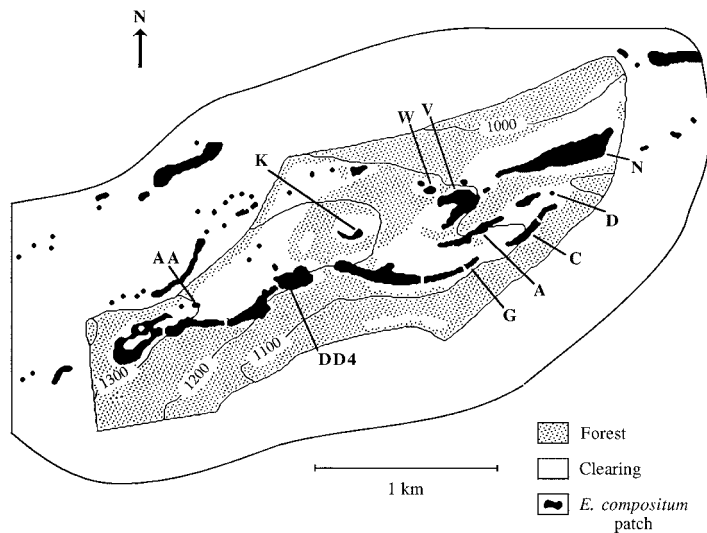 N
1000
W
V
K
N
D
AA
C
A
G
DD4
1300
1200
1100
Forest
Clearing
E. compositum
patch
1 km